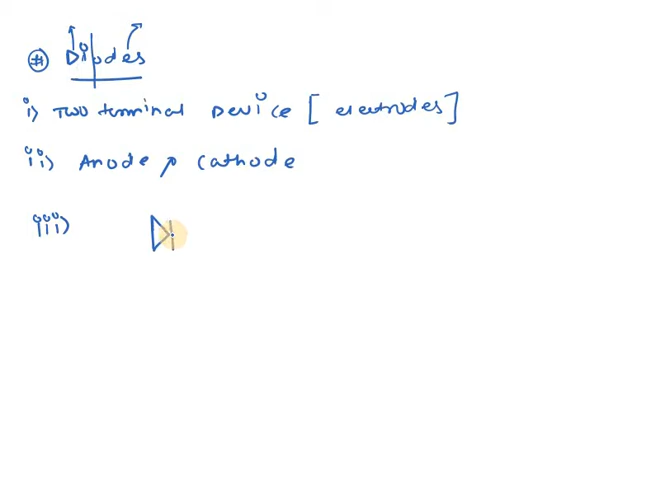 # Diodes
i) Two terminal Device [ electrodes ]
ii) Anode, Cathode
iii)